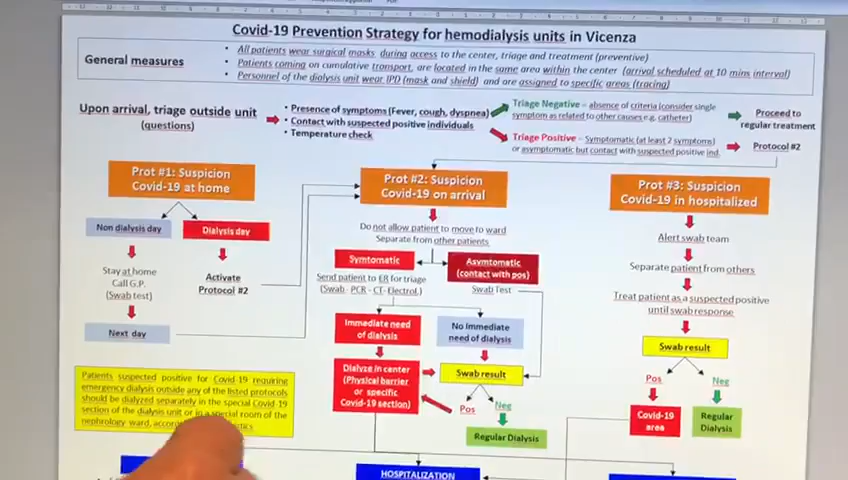 Covid-19 Prevention Strategy for hemodialysis units in Vicenza
General measures
• All patients wear surgical masks during access to the center, triage and treatment (preventive)
• Patients coming on cumulative transport, are located in the same area within the center (arrival scheduled at 10 mins interval)
• Personnel of the dialysis unit wear IPD (mask and shield) and are assigned to specific areas (tracing)
Upon arrival, triage outside unit
(questions)
• Presence of symptoms (Fever, cough, dyspnea)
• Contact with suspected positive individuals
• Temperature check
Triage Negative – absence of criteria (consider single
symptom as related to other causes e.g. catheter)
Proceed to
regular treatment
Triage Positive – Symptomatic (at least 2 symptoms)
or asymptomatic but contact with suspected positive ind.
Protocol #2
Prot #1: Suspicion
Covid-19 at home
Non dialysis day
Dialysis day
Stay at home
Call G.P.
(Swab test)
Activate
Protocol #2
Next day
Prot #2: Suspicion
Covid-19 on arrival
Do not allow patient to move to ward
Separate from other patients
Symtomatic
Asymtomatic
(contact with pos)
Send patient to ER for triage
(Swab - PCR - CT- Electrol.)
Swab Test
Immediate need
of dialysis
No immediate
need of dialysis
Dialyze in center
(Physical barrier
or specific
Covid-19 section)
Swab result
Pos
Neg
Regular Dialysis
Prot #3: Suspicion
Covid-19 in hospitalized
Alert swab team
Separate patient from others
Treat patient as a suspected positive
until swab response
Swab result
Pos
Neg
Covid-19
area
Regular
Dialysis
Patients suspected positive for Covid-19 requiring
emergency dialysis outside any of the listed protocols
should be dialyzed separately in the special Covid-19
section of the dialysis unit or in a special room of the
nephrology ward,
HOSPITALIZATION